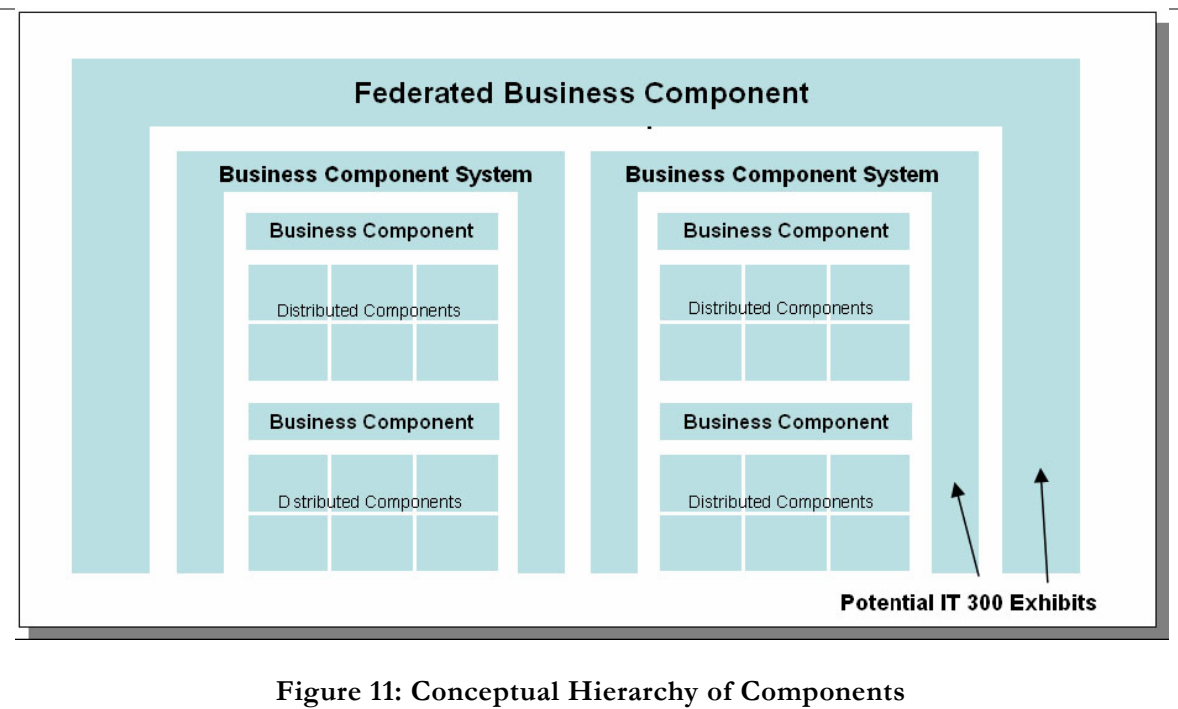 Federated Business Component
Business Component System
Business Component System
Business Component
Business Component
Distributed Components
Distributed Components
Business Component
Business Component
D stributed Components
Distributed Components
Potential IT 300 Exhibits
Figure 11: Conceptual Hierarchy of Components